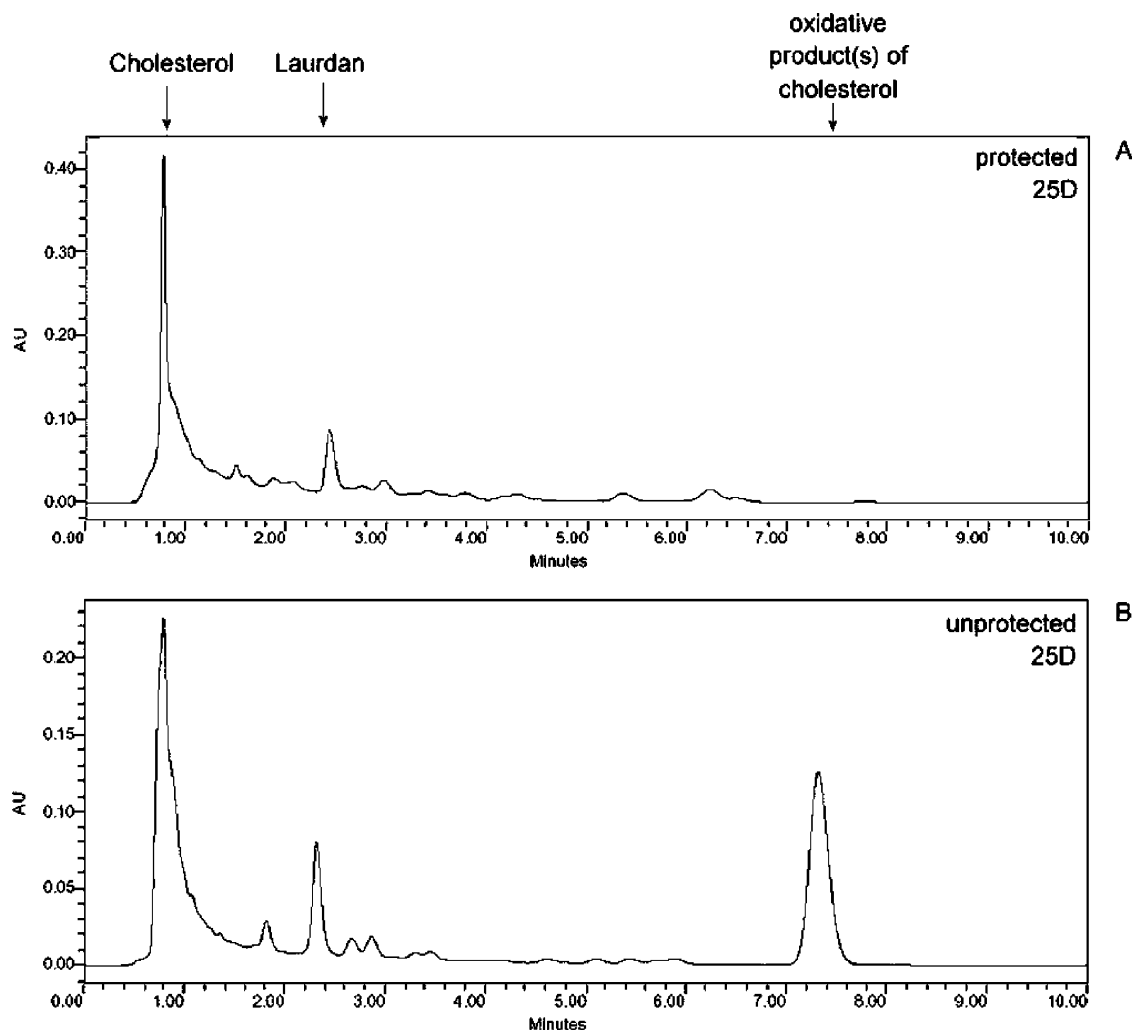 Cholesterol
Laurdan
oxidative
product(s) of
cholesterol
A
protected
25D
0.40
0.30
0.20
0.10
0.00
AU
0.00 1.00 2.00 3.00 4.00 5.00 6.00 7.00 8.00 9.00 10.00
Minutes
B
unprotected
25D
0.20
0.15
0.10
0.05
0.00
AU
0.00 1.00 2.00 3.00 4.00 5.00 6.00 7.00 8.00 9.00 10.00
Minutes